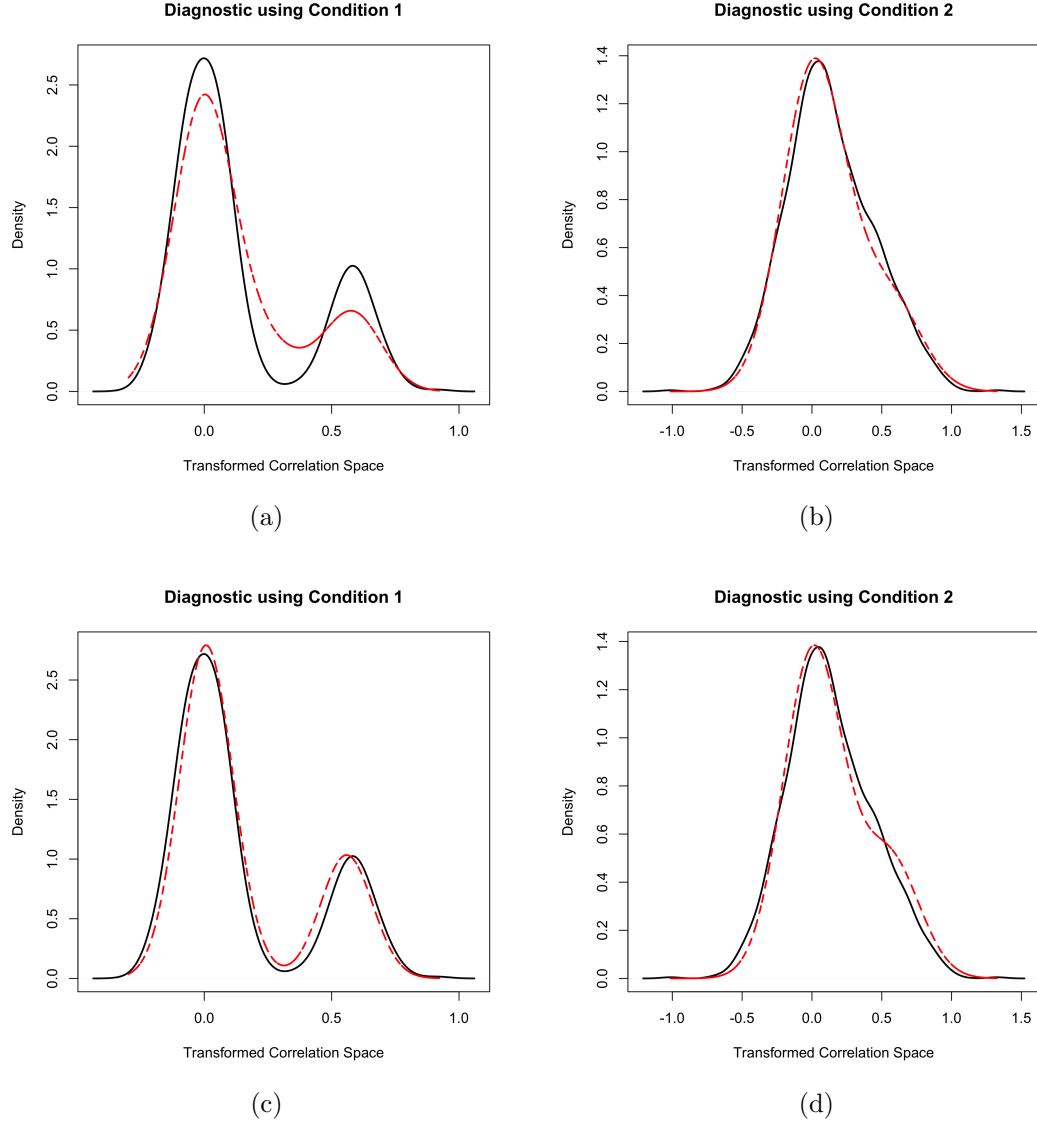 Diagnostic using Condition 1
Density
0.0 0.5 1.0 1.5 2.0 2.5
0.0 0.5 1.0
Transformed Correlation Space
(a)
Diagnostic using Condition 2
Density
0.0 0.2 0.4 0.6 0.8 1.0 1.2 1.4
-1.0 -0.5 0.0 0.5 1.0 1.5
Transformed Correlation Space
(b)
Diagnostic using Condition 1
Density
0.0 0.5 1.0 1.5 2.0 2.5
0.0 0.5 1.0
Transformed Correlation Space
(c)
Diagnostic using Condition 2
Density
0.0 0.2 0.4 0.6 0.8 1.0 1.2 1.4
-1.0 -0.5 0.0 0.5 1.0 1.5
Transformed Correlation Space
(d)